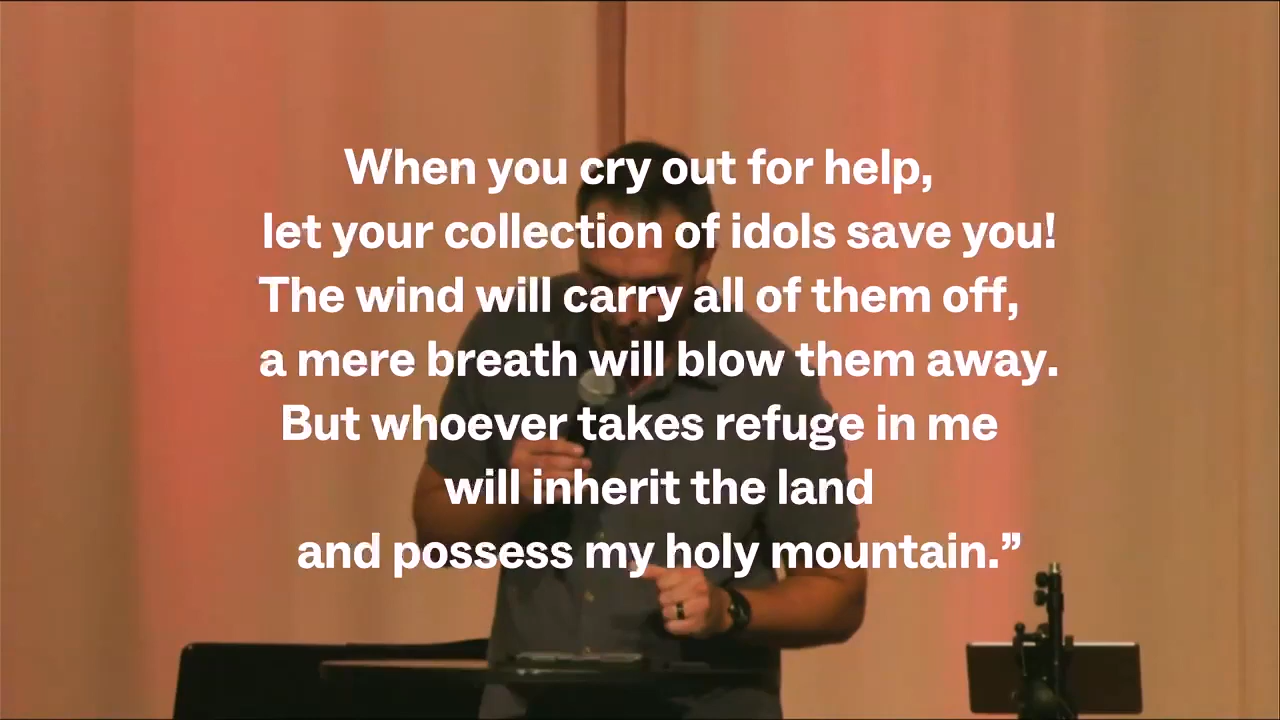 When you cry out for help,
let your collection of idols save you!
The wind will carry all of them off,
a mere breath will blow them away.
But whoever takes refuge in me
will inherit the land
and possess my holy mountain.”